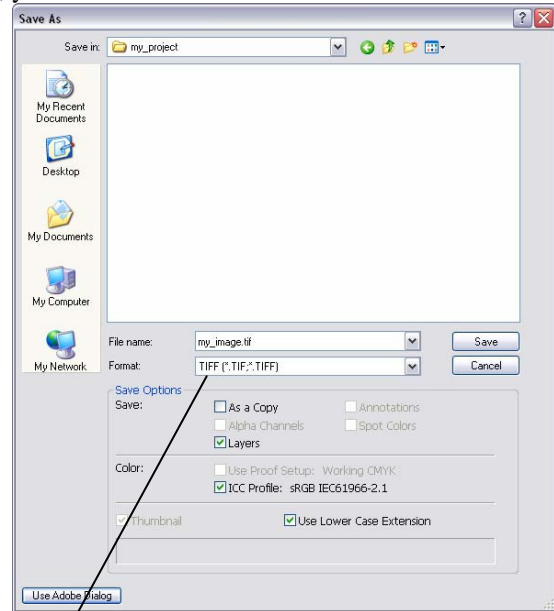 Save As
Save in: my_project
My Recent
Documents
Desktop
My Documents
My Computer
My Network
File name: my_image.tif Save
Format: TIFF (*.TIF;*.TIFF) Cancel
Save Options
Save: As a Copy Annotations
Alpha Channels Spot Colors
Layers
Color: Use Proof Setup: Working CMYK
ICC Profile: sRGB IEC61966-2.1
Thumbnail Use Lower Case Extension
Use Adobe Dialog